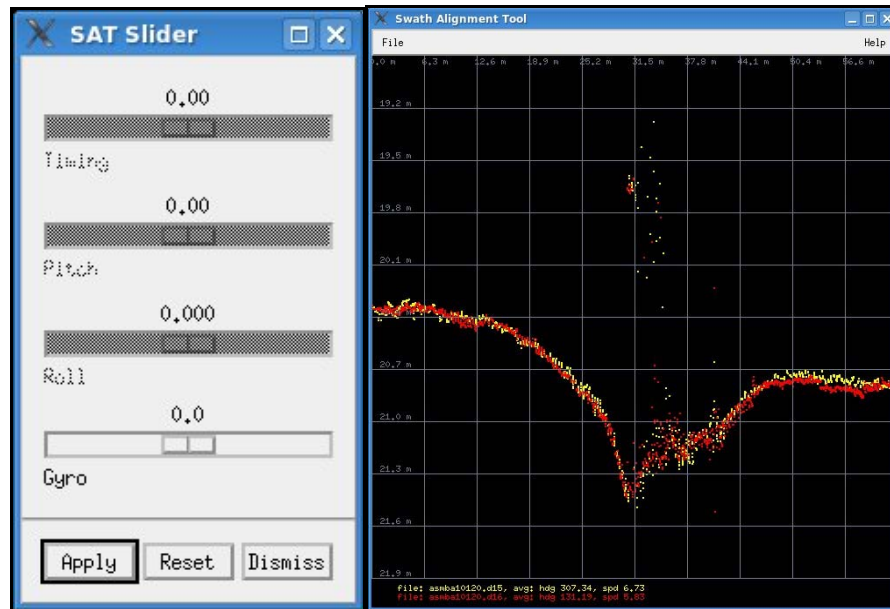 SAT Slider
0.00
Timing
0.00
Pitch
0.000
Roll
0.0
Gyro
Apply Reset Dismiss
Swath Alignment Tool
File Help
0.0 m 6.3 m 12.6 m 18.9 m 25.2 m 31.5 m 37.8 m 44.1 m 50.4 m 56.6 m
19.2 m
19.5 m
19.8 m
20.1 m
20.7 m
21.0 m
21.3 m
21.6 m
21.9 m
file: asmba10120.d15, avg: hdg 307.34, spd 6.73
file: asmba10120.d16, avg: hdg 131.19, spd 5.83